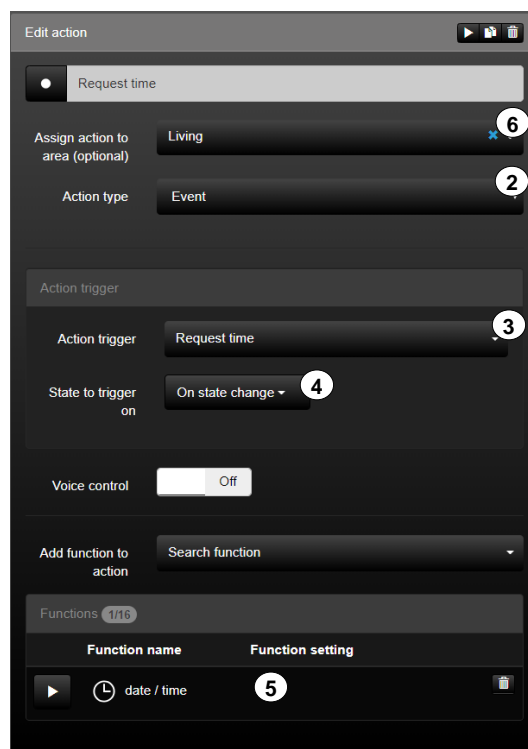 Edit action
Request time
Assign action to
area (optional)
Living
6
Action type
Event
2
Action trigger
Action trigger
Request time
3
State to trigger
on
On state change
4
Voice control
Off
Add function to
action
Search function
Functions 1/16
Function name Function setting
date / time
5